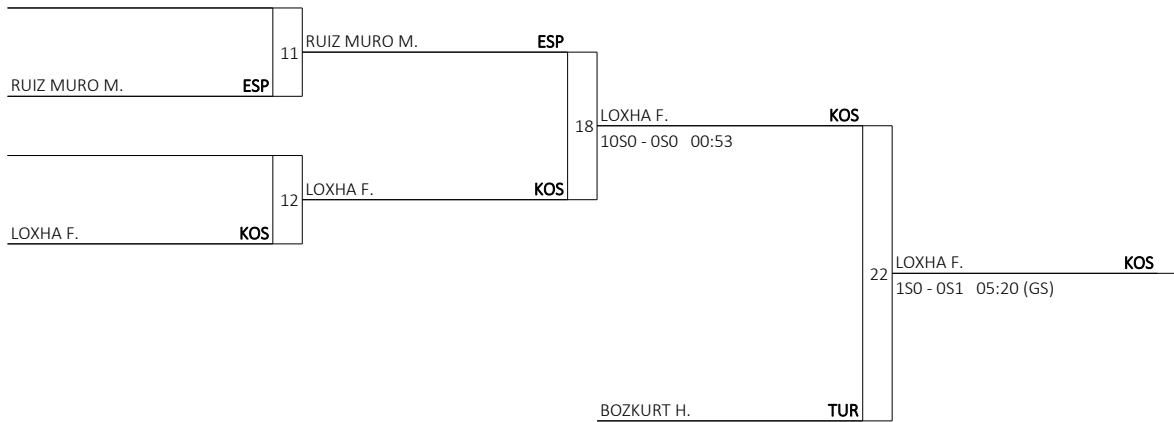 RUIZ MURO M. ESP
11
RUIZ MURO M. ESP
LOXHA F. KOS
18
10S0 - 0S0 00:53
12
LOXHA F. KOS
LOXHA F. KOS
LOXHA F. KOS
22
1S0 - 0S1 05:20 (GS)
BOZKURT H. TUR